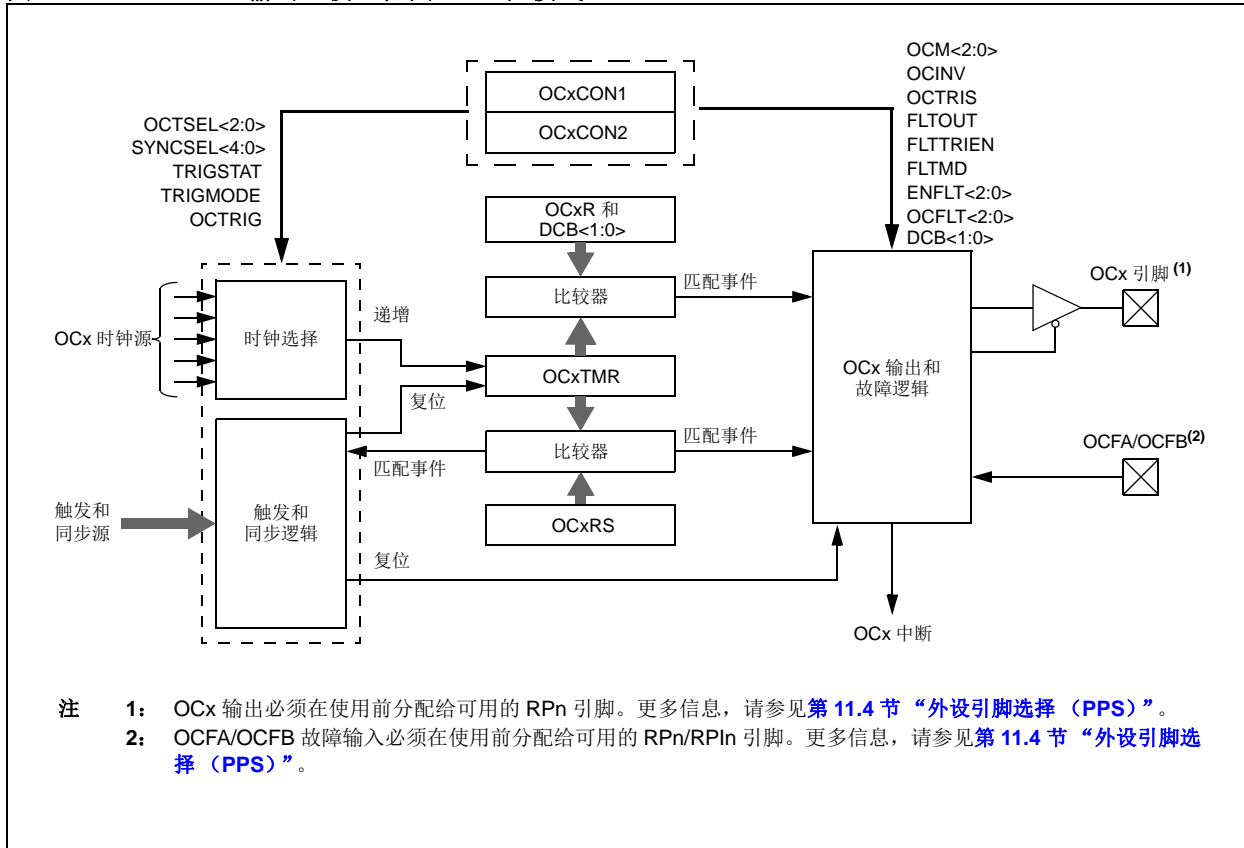 OCxCON1
OCxCON2
OCTSEL<2:0>
SYNCSEL<4:0>
TRIGSTAT
TRIGMODE
OCTRIG
OCM<2:0>
OCINV
OCTRIS
FLTOUT
FLTTRIEN
FLTMD
ENFLT<2:0>
OCFLT<2:0>
DCB<1:0>
OCxR 和
DCB<1:0>
比较器
匹配事件
OCx 时钟源
时钟选择
递增
OCxTMR
复位
比较器
匹配事件
匹配事件
OCxRS
触发和
同步源
触发和
同步逻辑
复位
OCx 输出和
故障逻辑
OCx 引脚 (1)
OCFA/OCFB(2)
OCx 中断
注 1: OCx 输出必须在使用前分配给可用的 RPn 引脚。更多信息，请参见第 11.4 节 “外设引脚选择 （PPS）”。
2: OCFA/OCFB 故障输入必须在使用前分配给可用的 RPn/RPIn 引脚。更多信息，请参见第 11.4 节 “外设引脚选
择 （PPS）”。